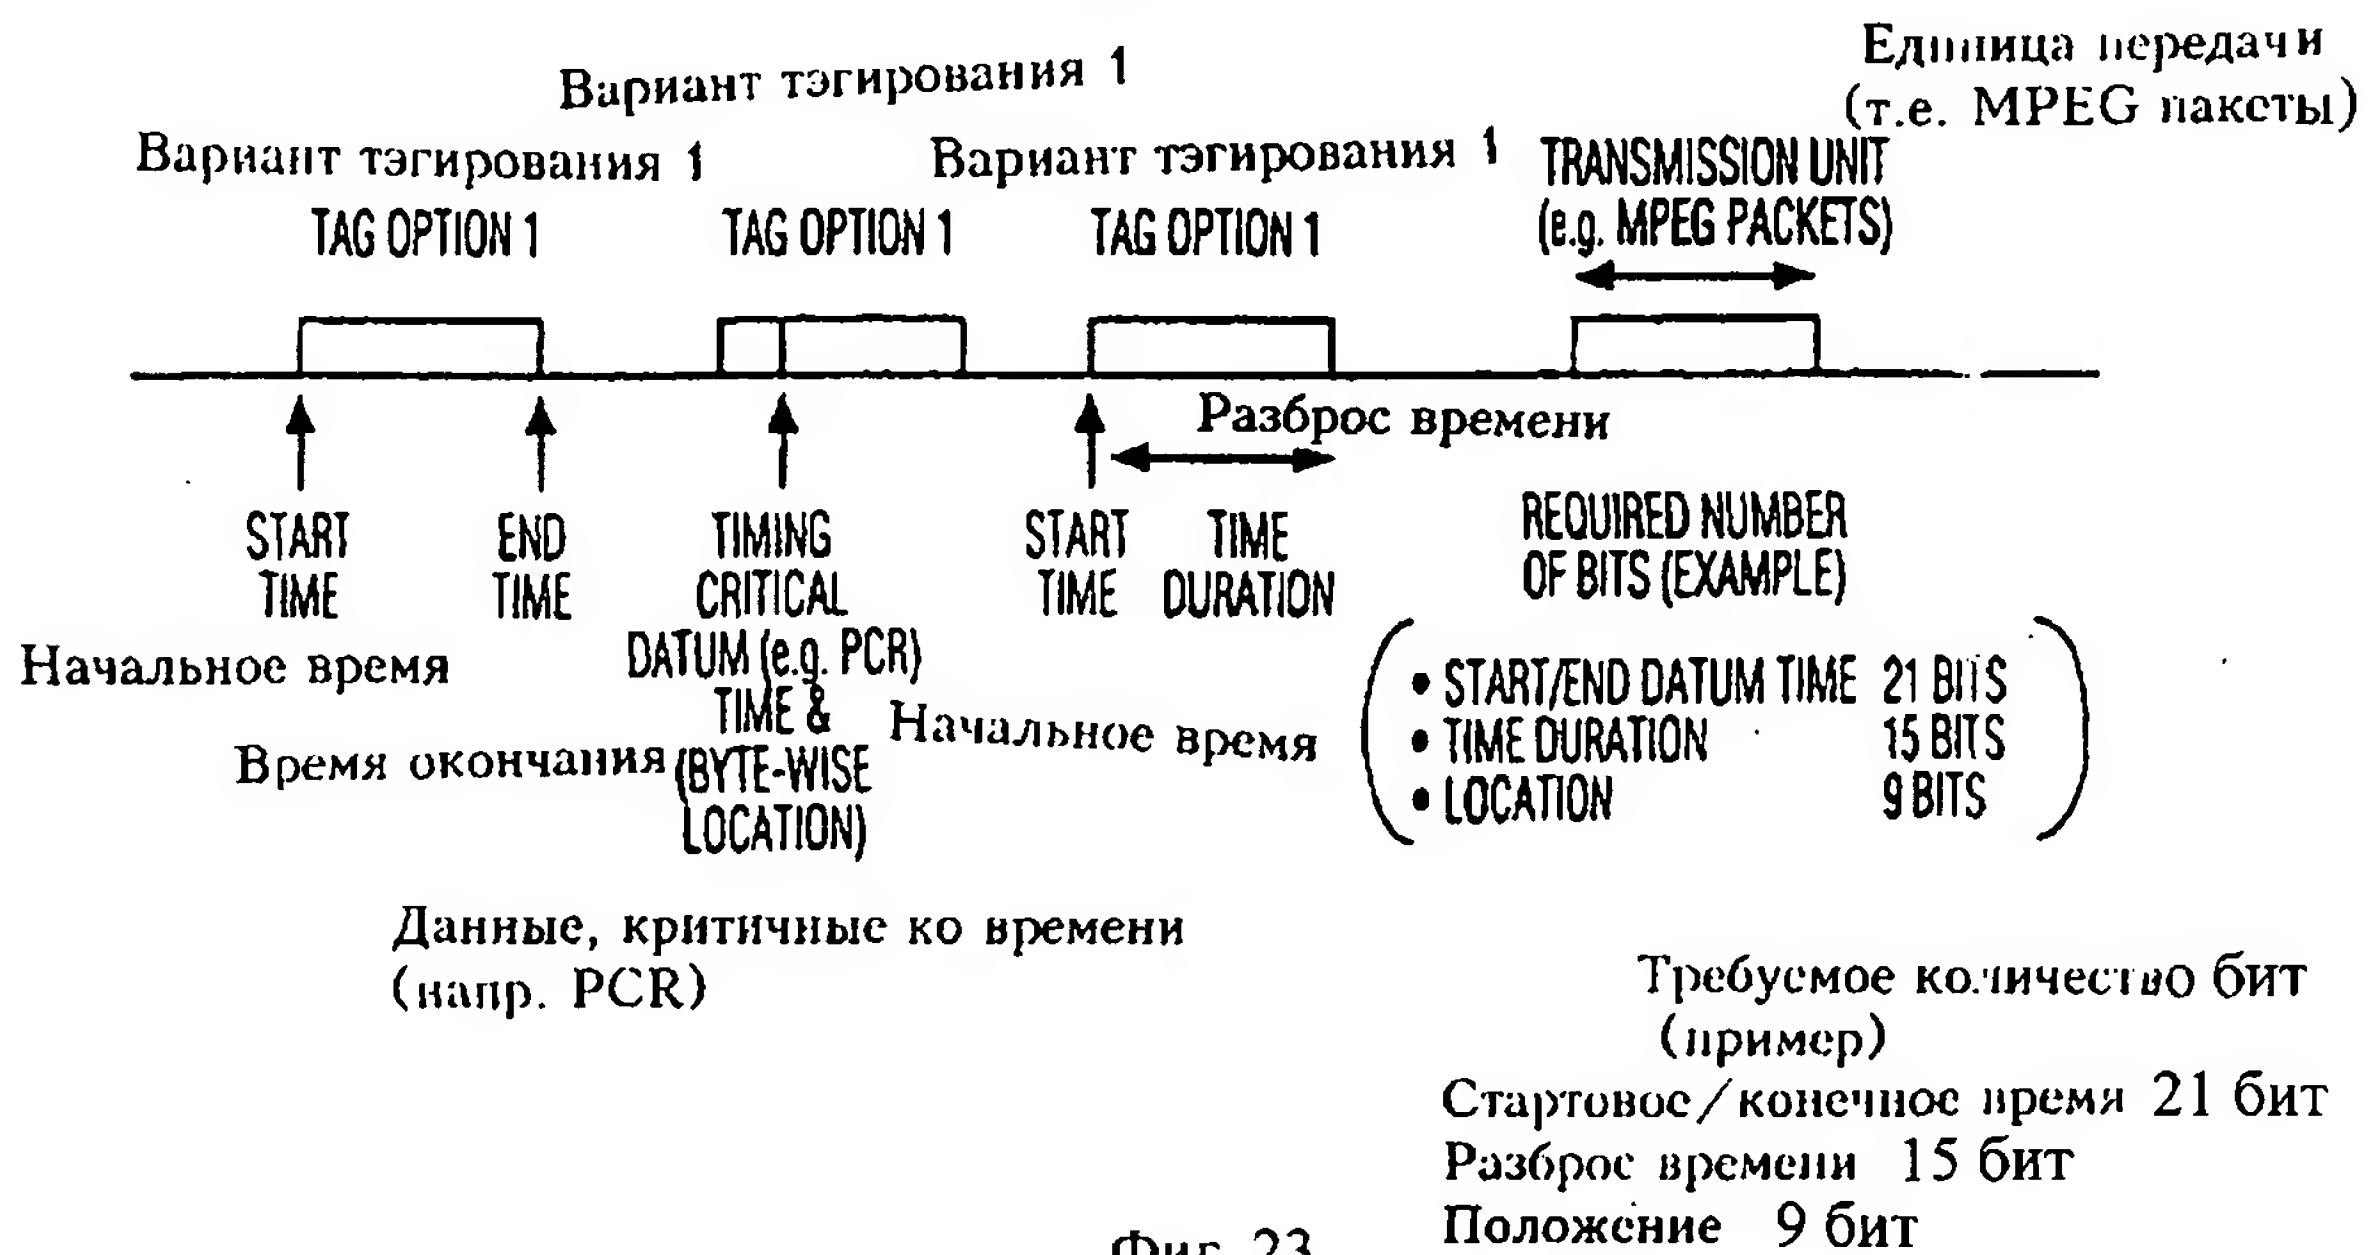 Единица передачи
(т.е. MPEG пакеты)
Вариант тэгирования 1
Вариант тэгирования 1
Вариант тэгирования 1
TRANSMISSION UNIT
(e.g. MPEG PACKETS)
TAG OPTION 1
TAG OPTION 1
TAG OPTION 1
Разброс времени
START
TIME
END
TIME
TIMING
CRITICAL
DATUM (e.g. PCR)
TIME &
(BYTE-WISE
LOCATION)
START
TIME
TIME
DURATION
REQUIRED NUMBER
OF BITS (EXAMPLE)
• START/END DATUM TIME 21 BITS
• TIME DURATION 15 BITS
• LOCATION 9 BITS
Начальное время
Время окончания
Начальное время
Данные, критичные ко времени
(напр. PCR)
Требуемое количество бит
(пример)
Стартовое/конечное время 21 бит
Разброс времени 15 бит
Положение 9 бит
Фиг. 23